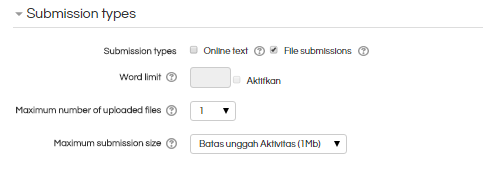 Submission types
Submission types Online text File submissions
Word limit Aktifkan
Maximum number of uploaded files 1
Maximum submission size Batas unggah Aktivitas (1Mb)